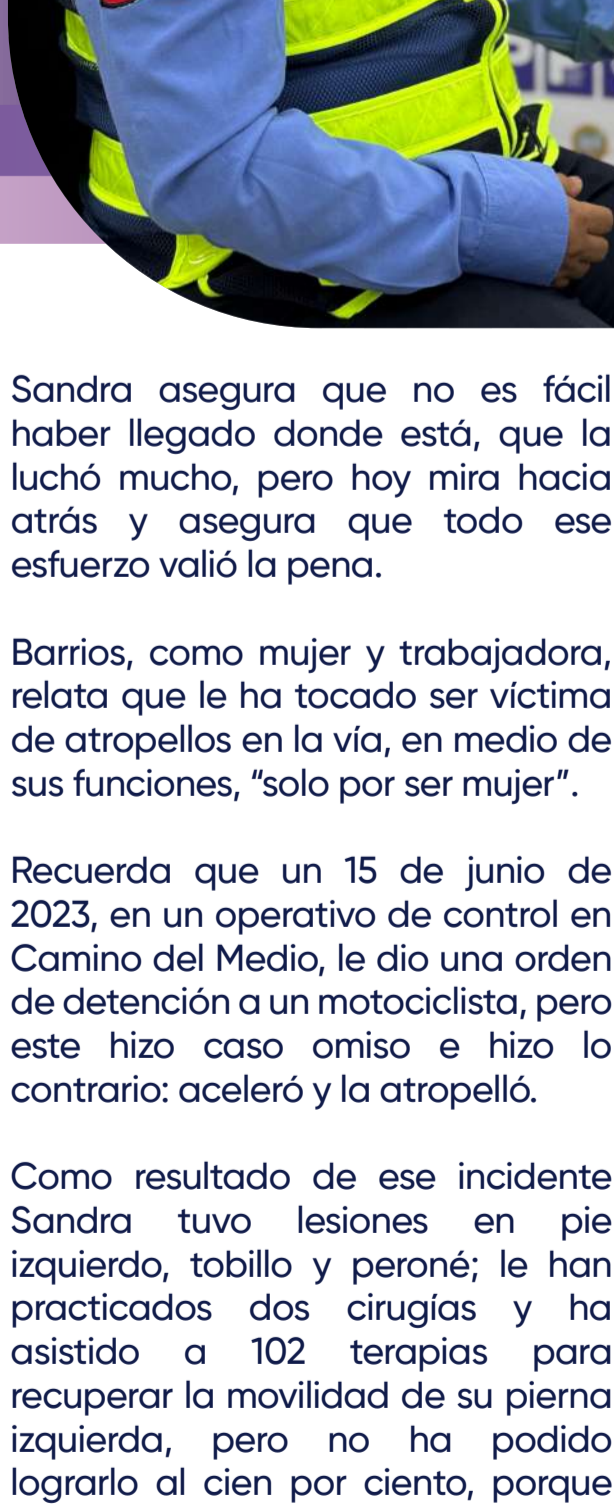 Sandra asegura que no es fácil
haber llegado donde está, que la
luchó mucho, pero hoy mira hacia
atrás y asegura que todo ese
esfuerzo valió la pena.
Barrios, como mujer y trabajadora,
relata que le ha tocado ser víctima
de atropellos en la vía, en medio de
sus funciones, “solo por ser mujer”.
Recuerda que un 15 de junio de
2023, en un operativo de control en
Camino del Medio, le dio una orden
de detención a un motociclista, pero
este hizo caso omiso e hizo lo
contrario: aceleró y la atropelló.
Como resultado de ese incidente
Sandra tuvo lesiones en pie
izquierdo, tobillo y peroné; le han
practicados dos cirugías y ha
asistido a 102 terapias para
recuperar la movilidad de su pierna
izquierda, pero no ha podido
lograrlo al cien por ciento, porque